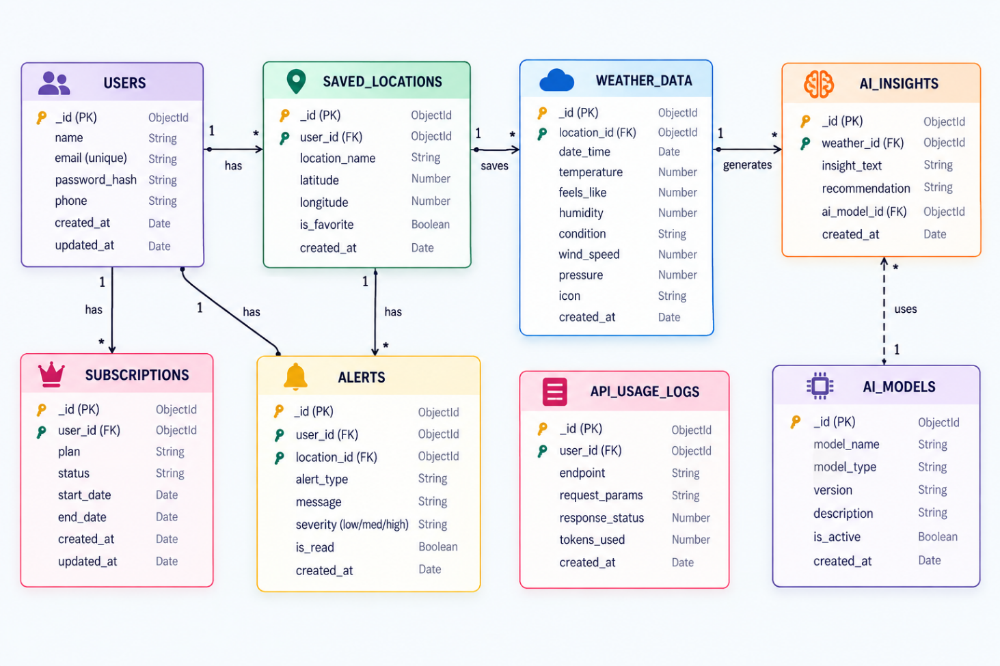 USERS
_id (PK) ObjectId
name String
email (unique) String
password_hash String
phone String
created_at Date
updated_at Date
1 *
has
SAVED_LOCATIONS
_id (PK) ObjectId
user_id (FK) ObjectId
location_name String
latitude Number
longitude Number
is_favorite Boolean
created_at Date
1 *
saves
WEATHER_DATA
_id (PK) ObjectId
location_id (FK) ObjectId
date_time Date
temperature Number
feels_like Number
humidity Number
condition String
wind_speed Number
pressure Number
icon String
created_at Date
1 *
generates
AI_INSIGHTS
_id (PK) ObjectId
weather_id (FK) ObjectId
insight_text String
recommendation String
ai_model_id (FK) ObjectId
created_at Date
1
has
*
1
has
1
has
*
*
uses
1
SUBSCRIPTIONS
_id (PK) ObjectId
user_id (FK) ObjectId
plan String
status String
start_date Date
end_date Date
created_at Date
updated_at Date
ALERTS
_id (PK) ObjectId
user_id (FK) ObjectId
location_id (FK) ObjectId
alert_type String
message String
severity (low/med/high) String
is_read Boolean
created_at Date
API_USAGE_LOGS
_id (PK) ObjectId
user_id (FK) ObjectId
endpoint String
request_params String
response_status Number
tokens_used Number
created_at Date
AI_MODELS
_id (PK) ObjectId
model_name String
model_type String
version String
description String
is_active Boolean
created_at Date